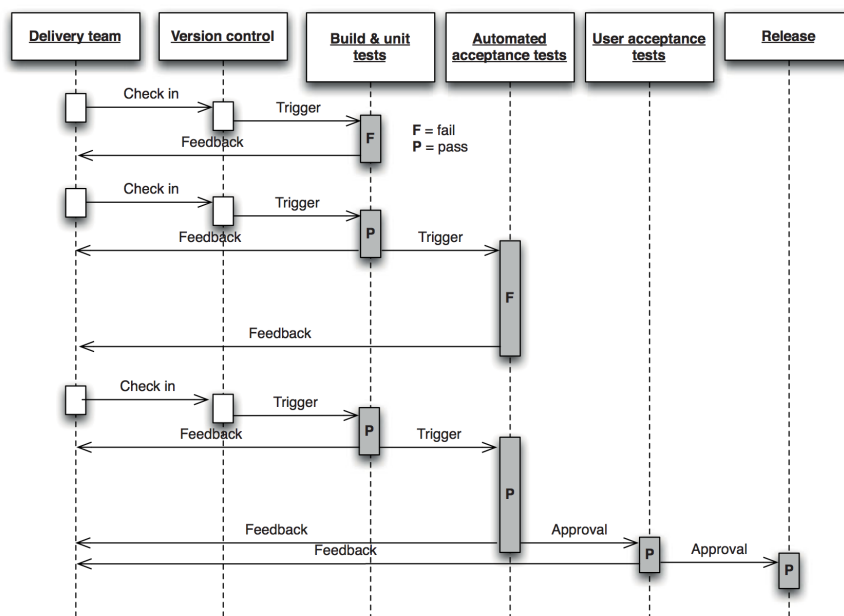 Delivery team
Version control
Build & unit
tests
Automated
acceptance tests
User acceptance
tests
Release
Check in
Trigger
F
F = fail
P = pass
Feedback
Check in
Trigger
P
Feedback
Trigger
F
Feedback
Check in
Trigger
P
Feedback
Trigger
P
Feedback
Approval
P
Feedback
Approval
P